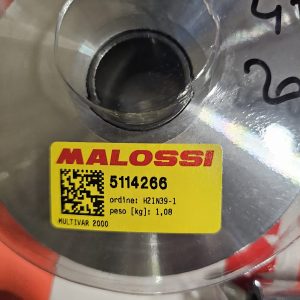 MALOSSI
5114266
ordine: H21N39-1
peso [kg]: 1,08
MULTIVAR 2000